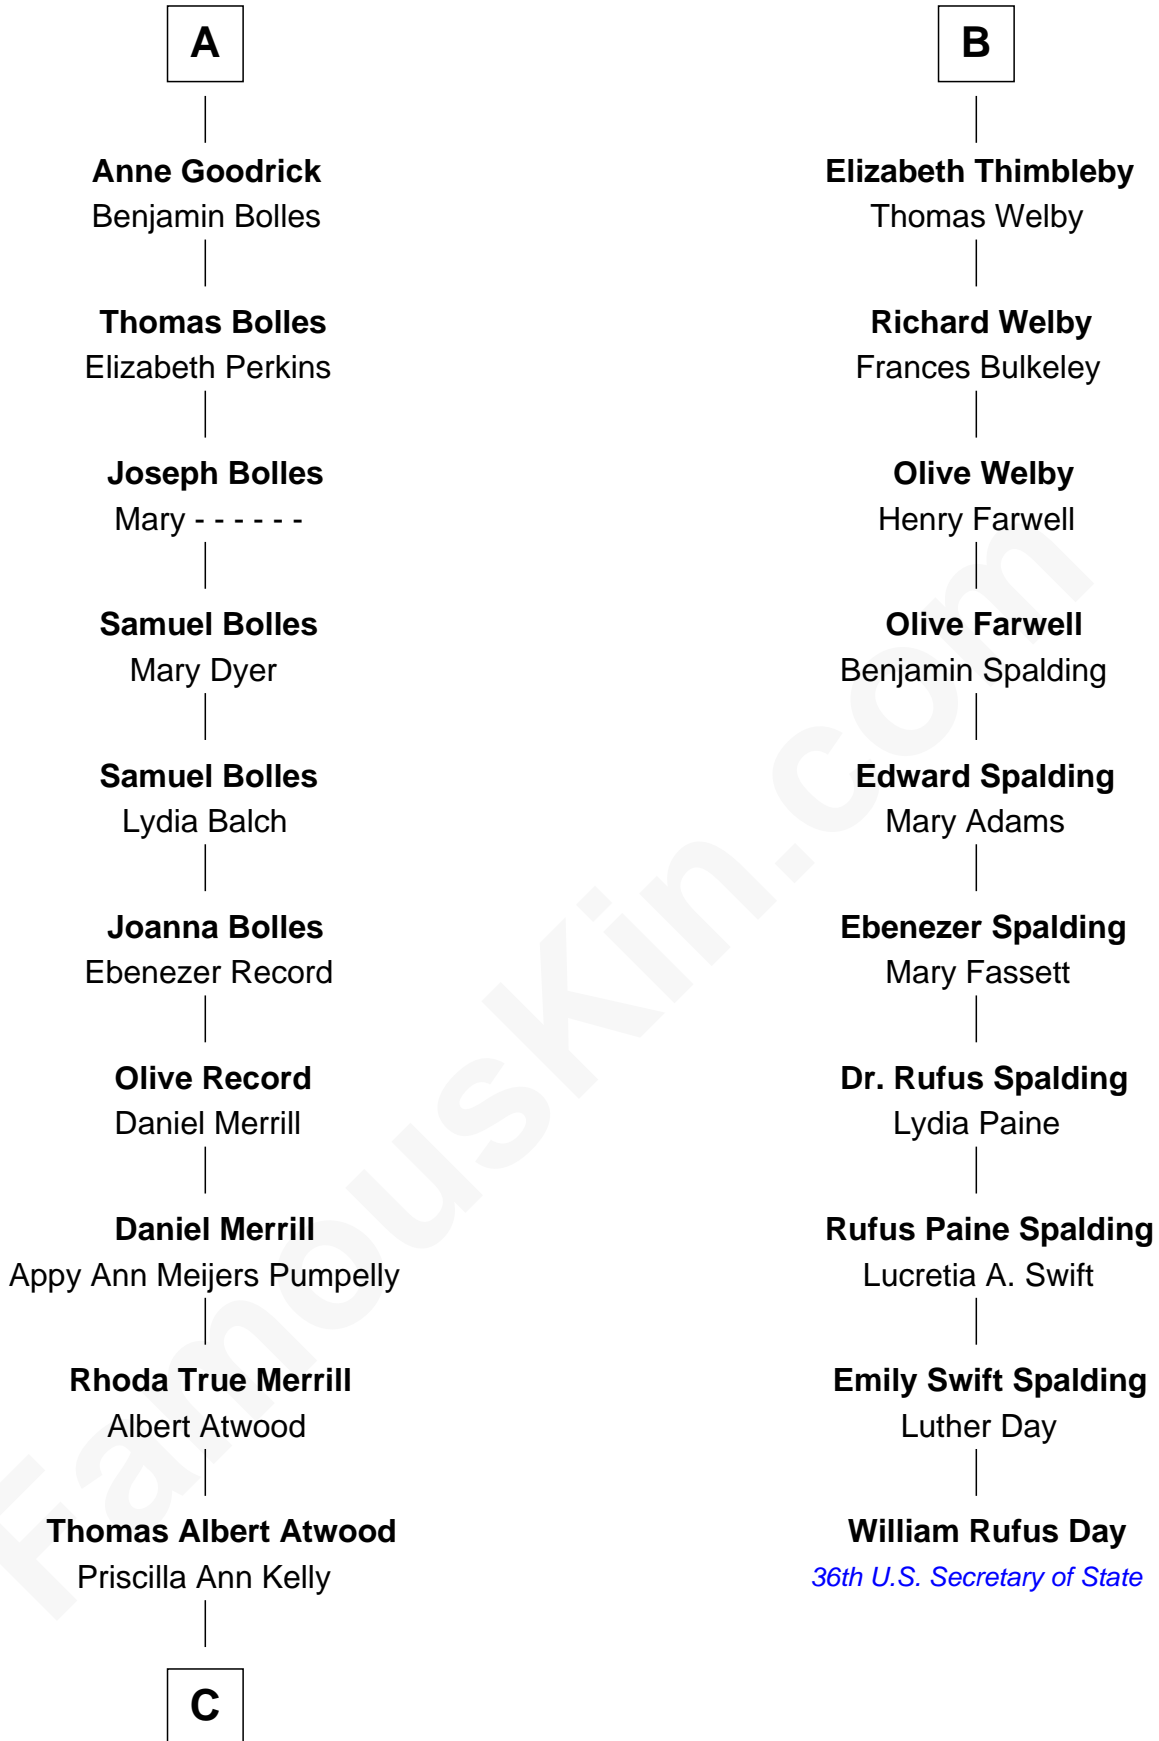 A
Anne Goodrick
Benjamin Bolles
Thomas Bolles
Elizabeth Perkins
Joseph Bolles
Mary - - - - - -
Samuel Bolles
Mary Dyer
Samuel Bolles
Lydia Balch
Joanna Bolles
Ebenezer Record
Olive Record
Daniel Merrill
Daniel Merrill
Appy Ann Meijers Pumpelly
Rhoda True Merrill
Albert Atwood
Thomas Albert Atwood
Priscilla Ann Kelly
C
B
Elizabeth Thimbleby
Thomas Welby
Richard Welby
Frances Bulkeley
Olive Welby
Henry Farwell
Olive Farwell
Benjamin Spalding
Edward Spalding
Mary Adams
Ebenezer Spalding
Mary Fassett
Dr. Rufus Spalding
Lydia Paine
Rufus Paine Spalding
Lucretia A. Swift
Emily Swift Spalding
Luther Day
William Rufus Day
36th U.S. Secretary of State
FamousKin.com